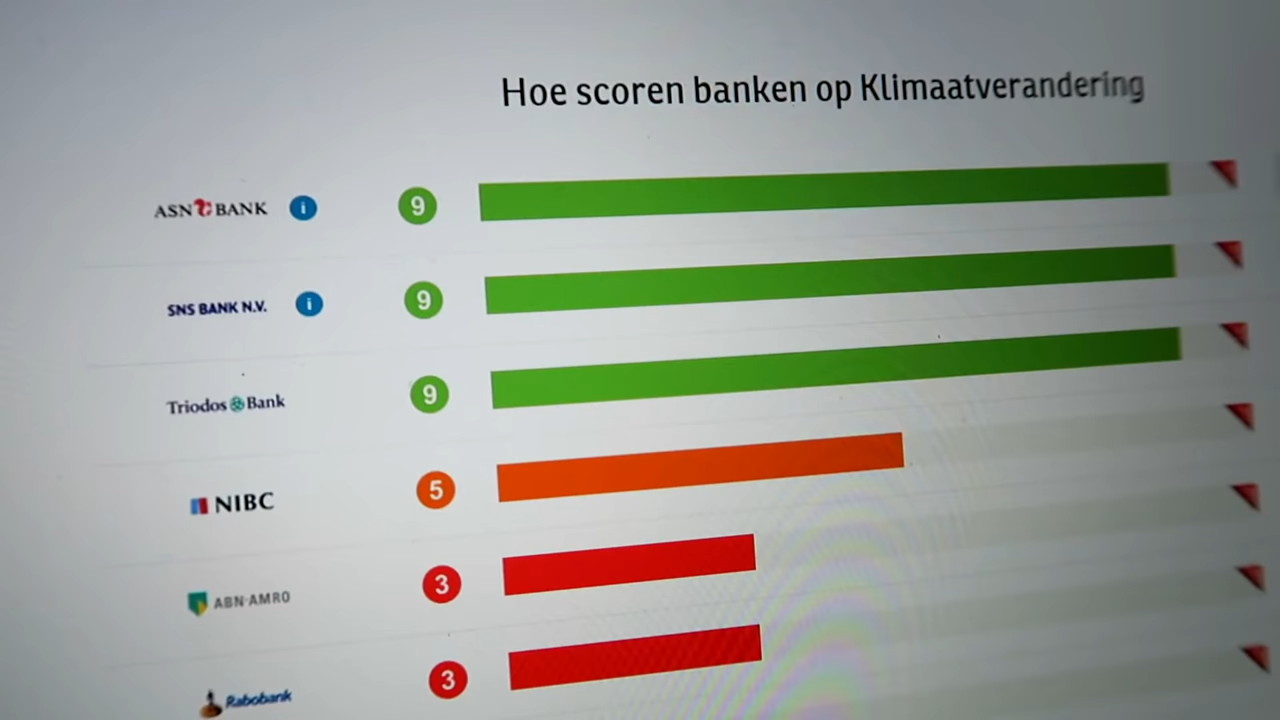 Hoe scoren banken op Klimaatverandering
ASN BANK i 9
SNS BANK N.V. i 9
Triodos Bank 9
NIBC 5
ABN·AMRO 3
Rabobank 3